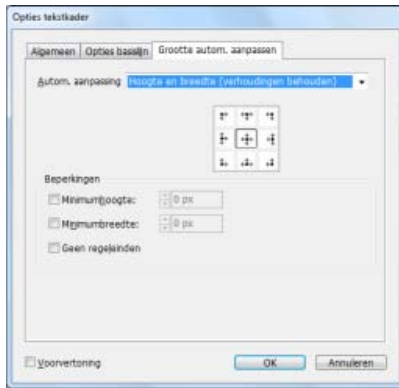 Opties tekstkader
Algemeen Opties basislijn Grootte autom. aanpassen
Autom. aanpassing Hoogte en breedte (verhoudingen behouden)
Beperkingen
Minimumhoogte: 0 px
Minimumbreedte: 0 px
Geen regeleinden
Voorvertoning OK Annuleren